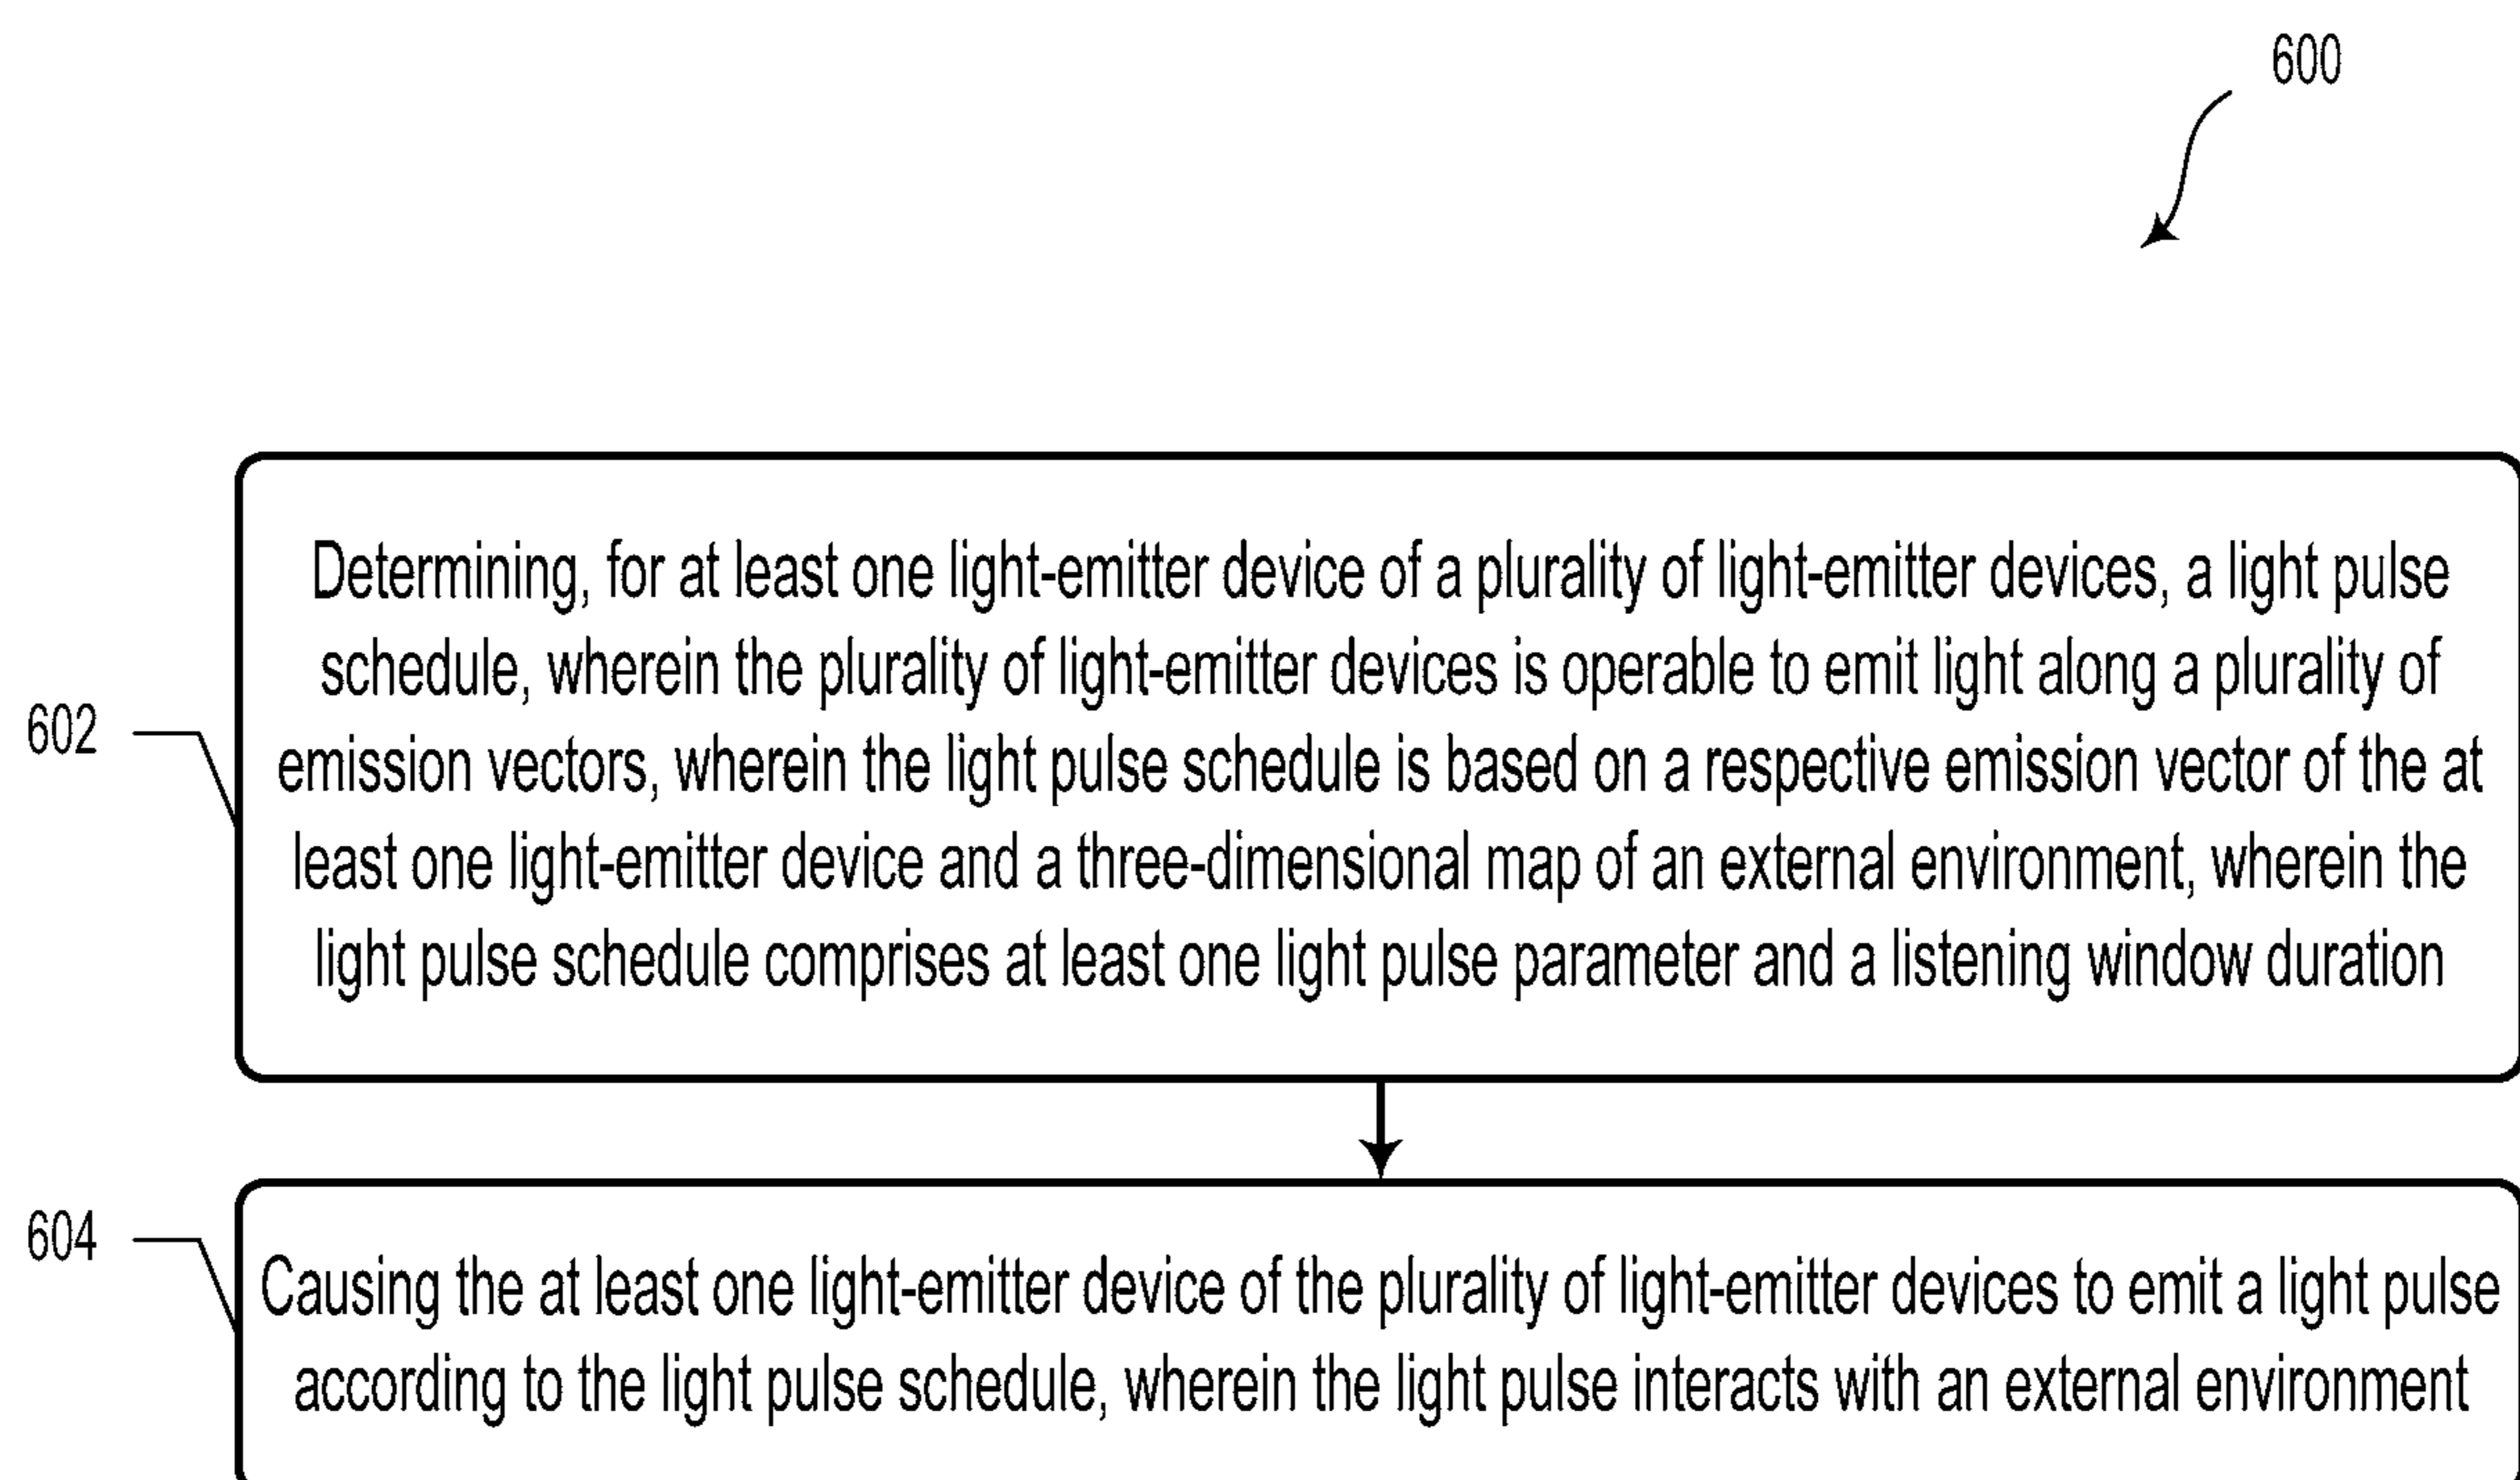 600
602
Determining, for at least one light-emitter device of a plurality of light-emitter devices, a light pulse
schedule, wherein the plurality of light-emitter devices is operable to emit light along a plurality of
emission vectors, wherein the light pulse schedule is based on a respective emission vector of the at
least one light-emitter device and a three-dimensional map of an external environment, wherein the
light pulse schedule comprises at least one light pulse parameter and a listening window duration
604
Causing the at least one light-emitter device of the plurality of light-emitter devices to emit a light pulse
according to the light pulse schedule, wherein the light pulse interacts with an external environment